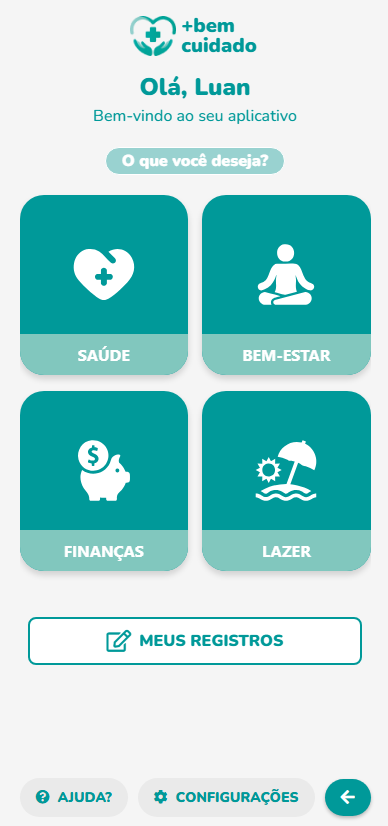 +bem
cuidado
Olá, Luan
Bem-vindo ao seu aplicativo
O que você deseja?
SAÚDE
BEM-ESTAR
FINANÇAS
LAZER
MEUS REGISTROS
AJUDA?
CONFIGURAÇÕES